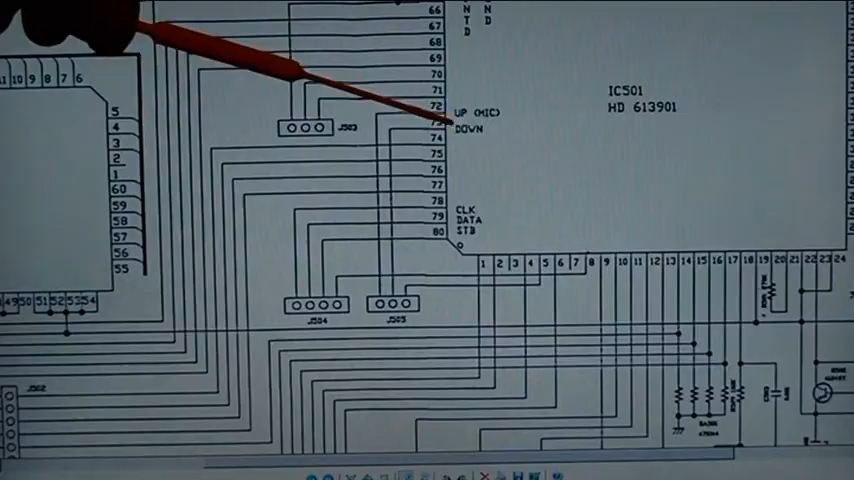 66
67
68
69
70
71
72
73
74
75
76
77
78
79
80
N
T
D
N
D
UP (MIC)
DOWN
CLK
DATA
STB
IC501
HD 613901
11 10 9 8 7 6
5
4
3
2
1
60
59
58
57
56
55
49 50 51 52 53 54
J503
J504
J505
J502
1 2 3 4 5 6 7 8 9 10 11 12 13 14 15 16 17 18 19 20 21 22 23 24